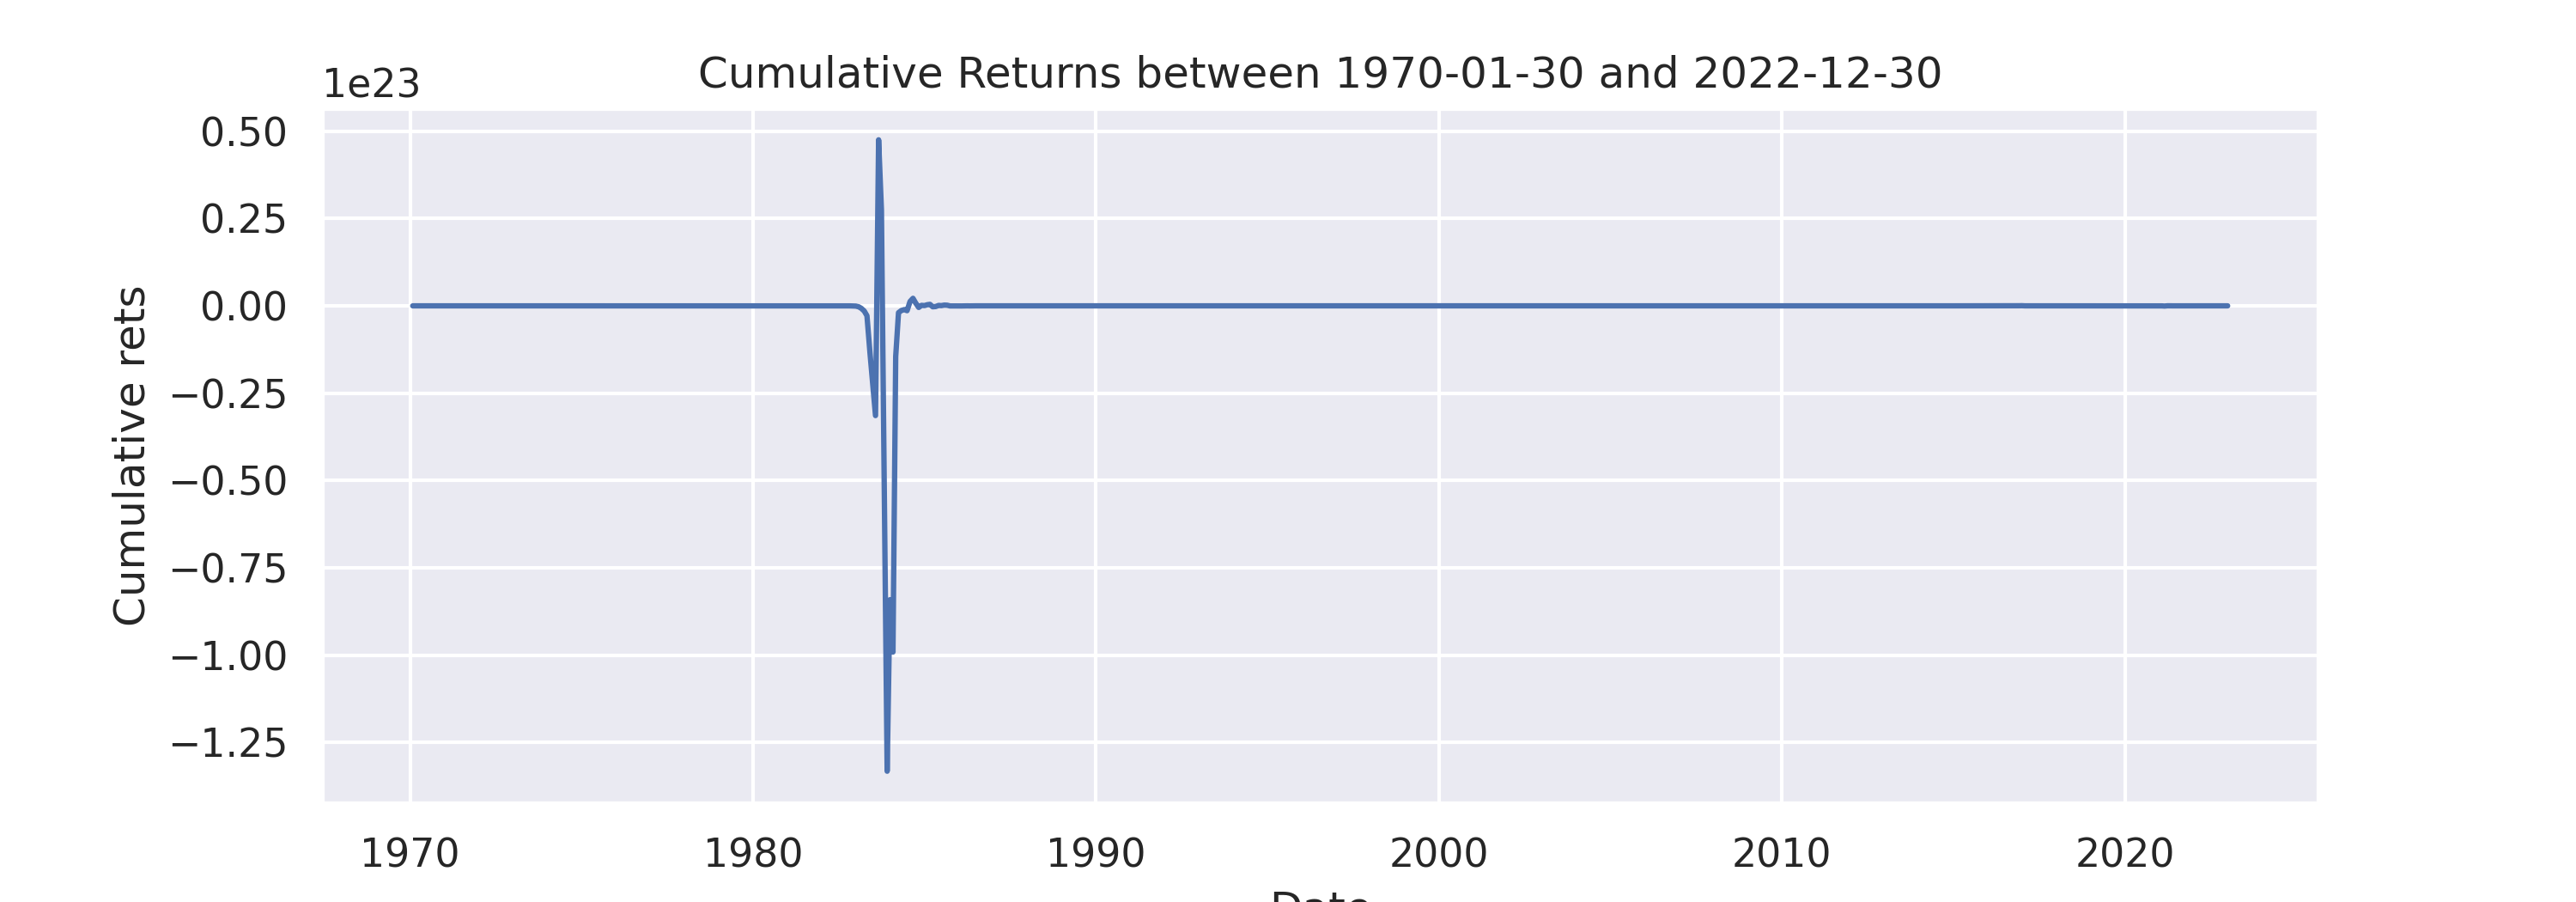 Cumulative Returns between 1970-01-30 and 2022-12-30
1e23
0.50
0.25
0.00
−0.25
−0.50
−0.75
−1.00
−1.25
Cumulative rets
1970 1980 1990 2000 2010 2020
Date